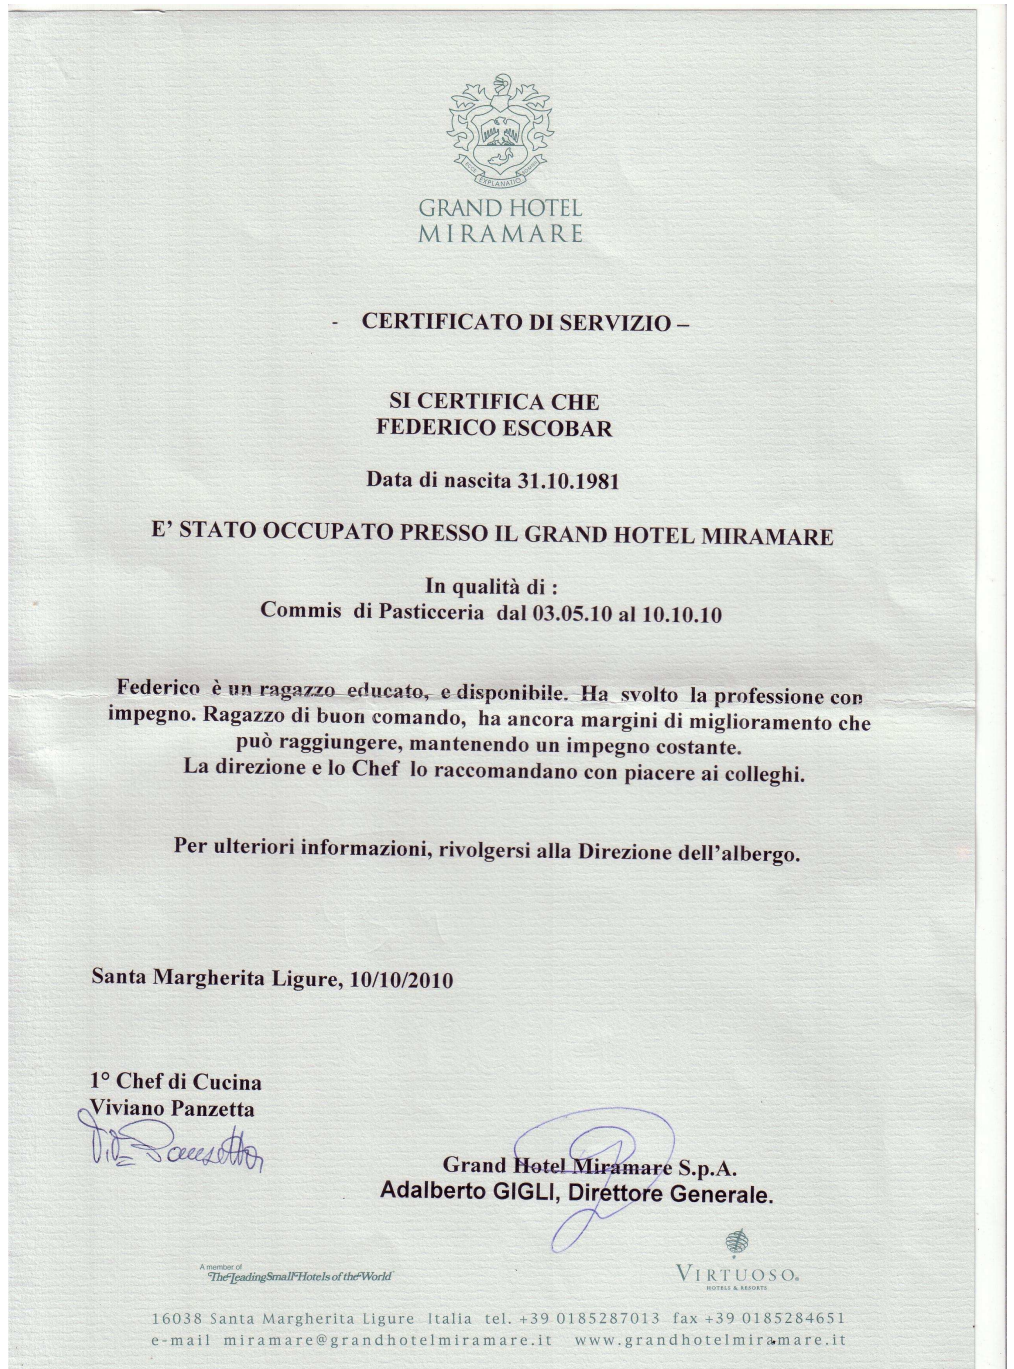 EXPLANATIO
GRAND HOTEL
MIRAMARE
- CERTIFICATO DI SERVIZIO –
SI CERTIFICA CHE
FEDERICO ESCOBAR
Data di nascita 31.10.1981
E’ STATO OCCUPATO PRESSO IL GRAND HOTEL MIRAMARE
In qualità di :
Commis di Pasticceria dal 03.05.10 al 10.10.10
Federico è un ragazzo educato, e disponibile. Ha svolto la professione con
impegno. Ragazzo di buon comando, ha ancora margini di miglioramento che
può raggiungere, mantenendo un impegno costante.
La direzione e lo Chef lo raccomandano con piacere ai colleghi.
Per ulteriori informazioni, rivolgersi alla Direzione dell’albergo.
Santa Margherita Ligure, 10/10/2010
1° Chef di Cucina
Viviano Panzetta
Grand Hotel Miramare S.p.A.
Adalberto GIGLI, Direttore Generale.
A member of
The Leading Small Hotels of the World
VIRTUOSO®
HOTELS & RESORTS
16038 Santa Margherita Ligure Italia tel. +39 0185287013 fax +39 0185284651
e-mail miramare@grandhotelmiramare.it www.grandhotelmiramare.it